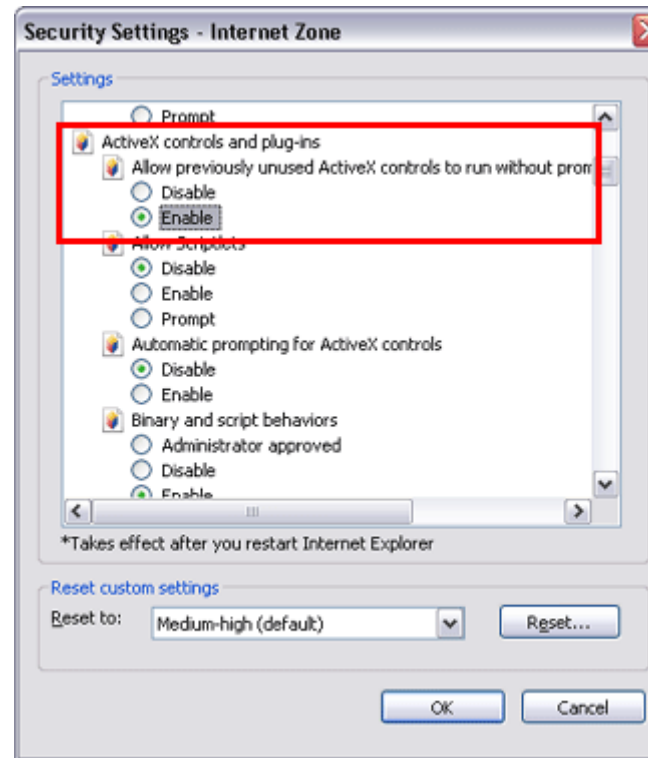 Security Settings - Internet Zone
Settings
Prompt
ActiveX controls and plug-ins
Allow previously unused ActiveX controls to run without prom
Disable
Enable
Allow Scriptlets
Disable
Enable
Prompt
Automatic prompting for ActiveX controls
Disable
Enable
Binary and script behaviors
Administrator approved
Disable
Enable
*Takes effect after you restart Internet Explorer
Reset custom settings
Reset to: Medium-high (default) Reset...
OK Cancel